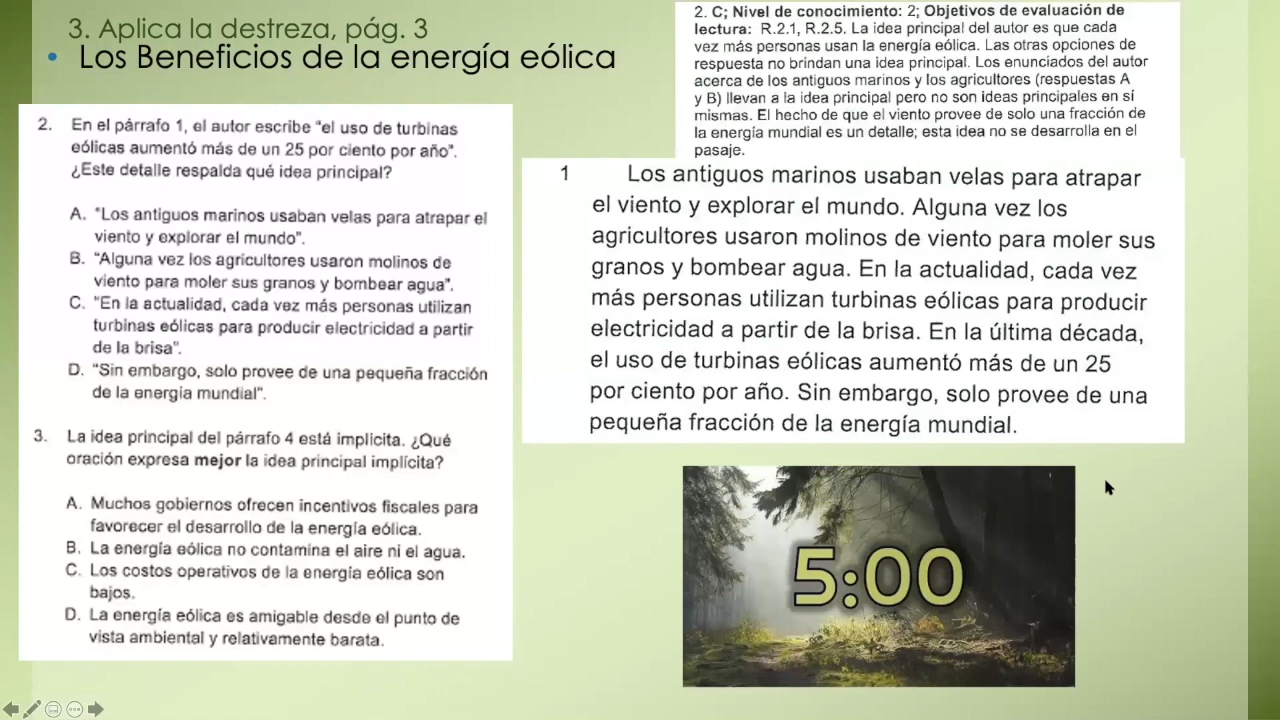 3. Aplica la destreza, pág. 3
• Los Beneficios de la energía eólica
2. En el párrafo 1, el autor escribe “el uso de turbinas
eólicas aumentó más de un 25 por ciento por año”.
¿Este detalle respalda qué idea principal?
A. “Los antiguos marinos usaban velas para atrapar el
viento y explorar el mundo”.
B. “Alguna vez los agricultores usaron molinos de
viento para moler sus granos y bombear agua”.
C. “En la actualidad, cada vez más personas utilizan
turbinas eólicas para producir electricidad a partir
de la brisa”.
D. “Sin embargo, solo provee de una pequeña fracción
de la energía mundial”.
3. La idea principal del párrafo 4 está implícita. ¿Qué
oración expresa mejor la idea principal implícita?
A. Muchos gobiernos ofrecen incentivos fiscales para
favorecer el desarrollo de la energía eólica.
B. La energía eólica no contamina el aire ni el agua.
C. Los costos operativos de la energía eólica son
bajos.
D. La energía eólica es amigable desde el punto de
vista ambiental y relativamente barata.
2. C; Nivel de conocimiento: 2; Objetivos de evaluación de
lectura: R.2.1, R.2.5. La idea principal del autor es que cada
vez más personas usan la energía eólica. Las otras opciones de
respuesta no brindan una idea principal. Los enunciados del autor
acerca de los antiguos marinos y los agricultores (respuestas A
y B) llevan a la idea principal pero no son ideas principales en sí
mismas. El hecho de que el viento provee de solo una fracción de
la energía mundial es un detalle; esta idea no se desarrolla en el
pasaje.
1 Los antiguos marinos usaban velas para atrapar
el viento y explorar el mundo. Alguna vez los
agricultores usaron molinos de viento para moler sus
granos y bombear agua. En la actualidad, cada vez
más personas utilizan turbinas eólicas para producir
electricidad a partir de la brisa. En la última década,
el uso de turbinas eólicas aumentó más de un 25
por ciento por año. Sin embargo, solo provee de una
pequeña fracción de la energía mundial.
5:00